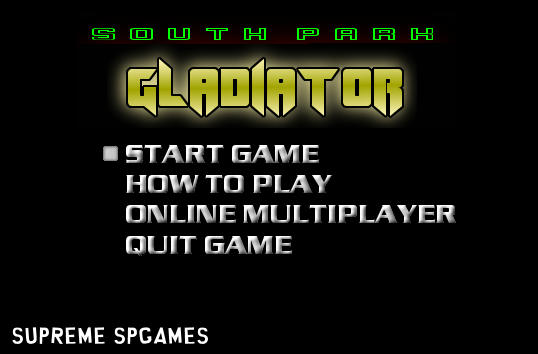 SOUTH PARK
GLADIATOR
START GAME
HOW TO PLAY
ONLINE MULTIPLAYER
QUIT GAME
SUPREME SPGAMES